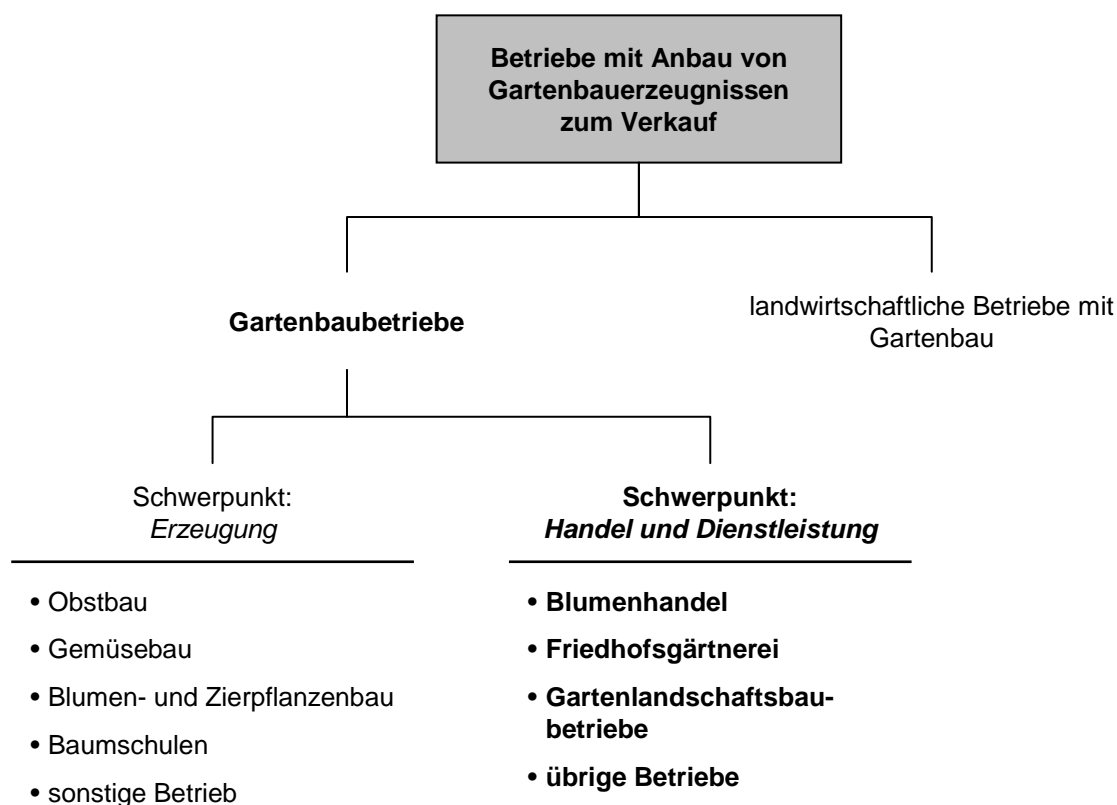 Betriebe mit Anbau von
Gartenbauerzeugnissen
zum Verkauf
Gartenbaubetriebe
landwirtschaftliche Betriebe mit
Gartenbau
Schwerpunkt:
Erzeugung
• Obstbau
• Gemüsebau
• Blumen- und Zierpflanzenbau
• Baumschulen
• sonstige Betrieb
Schwerpunkt:
Handel und Dienstleistung
• Blumenhandel
• Friedhofsgärtnerei
• Gartenlandschaftsbau-
betriebe
• übrige Betriebe